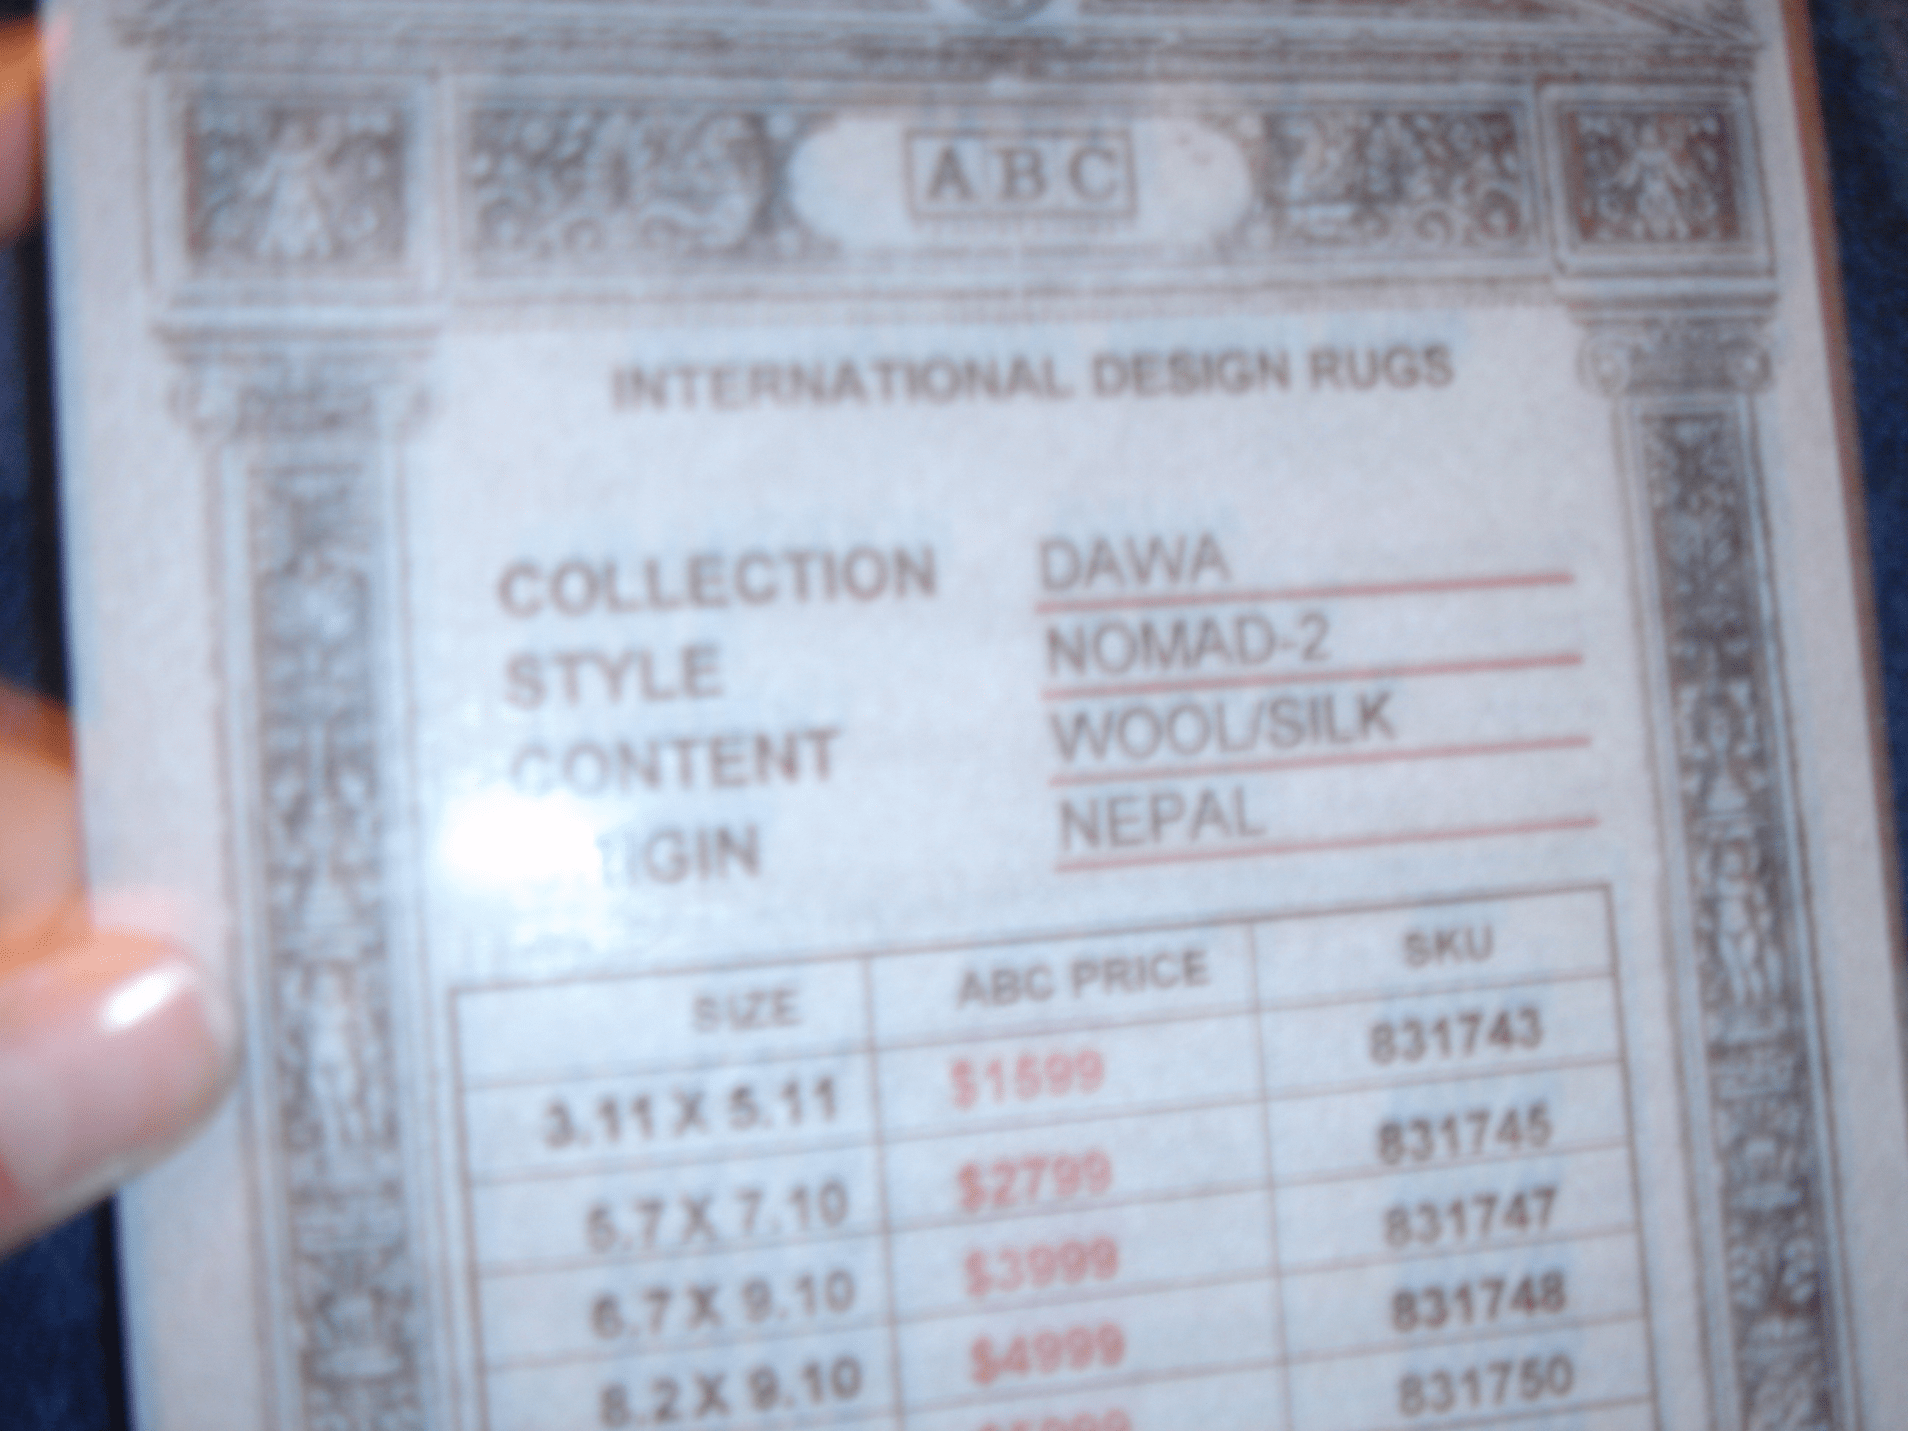 ABC
INTERNATIONAL DESIGN RUGS
COLLECTION DAWA
STYLE NOMAD-2
CONTENT WOOL/SILK
IGIN NEPAL
SIZE ABC PRICE SKU
3.11 X 5.11 $1599 831743
5.7 X 7.10 $2799 831745
6.7 X 9.10 $3999 831747
8.2 X 9.10 $4999 831748
831750